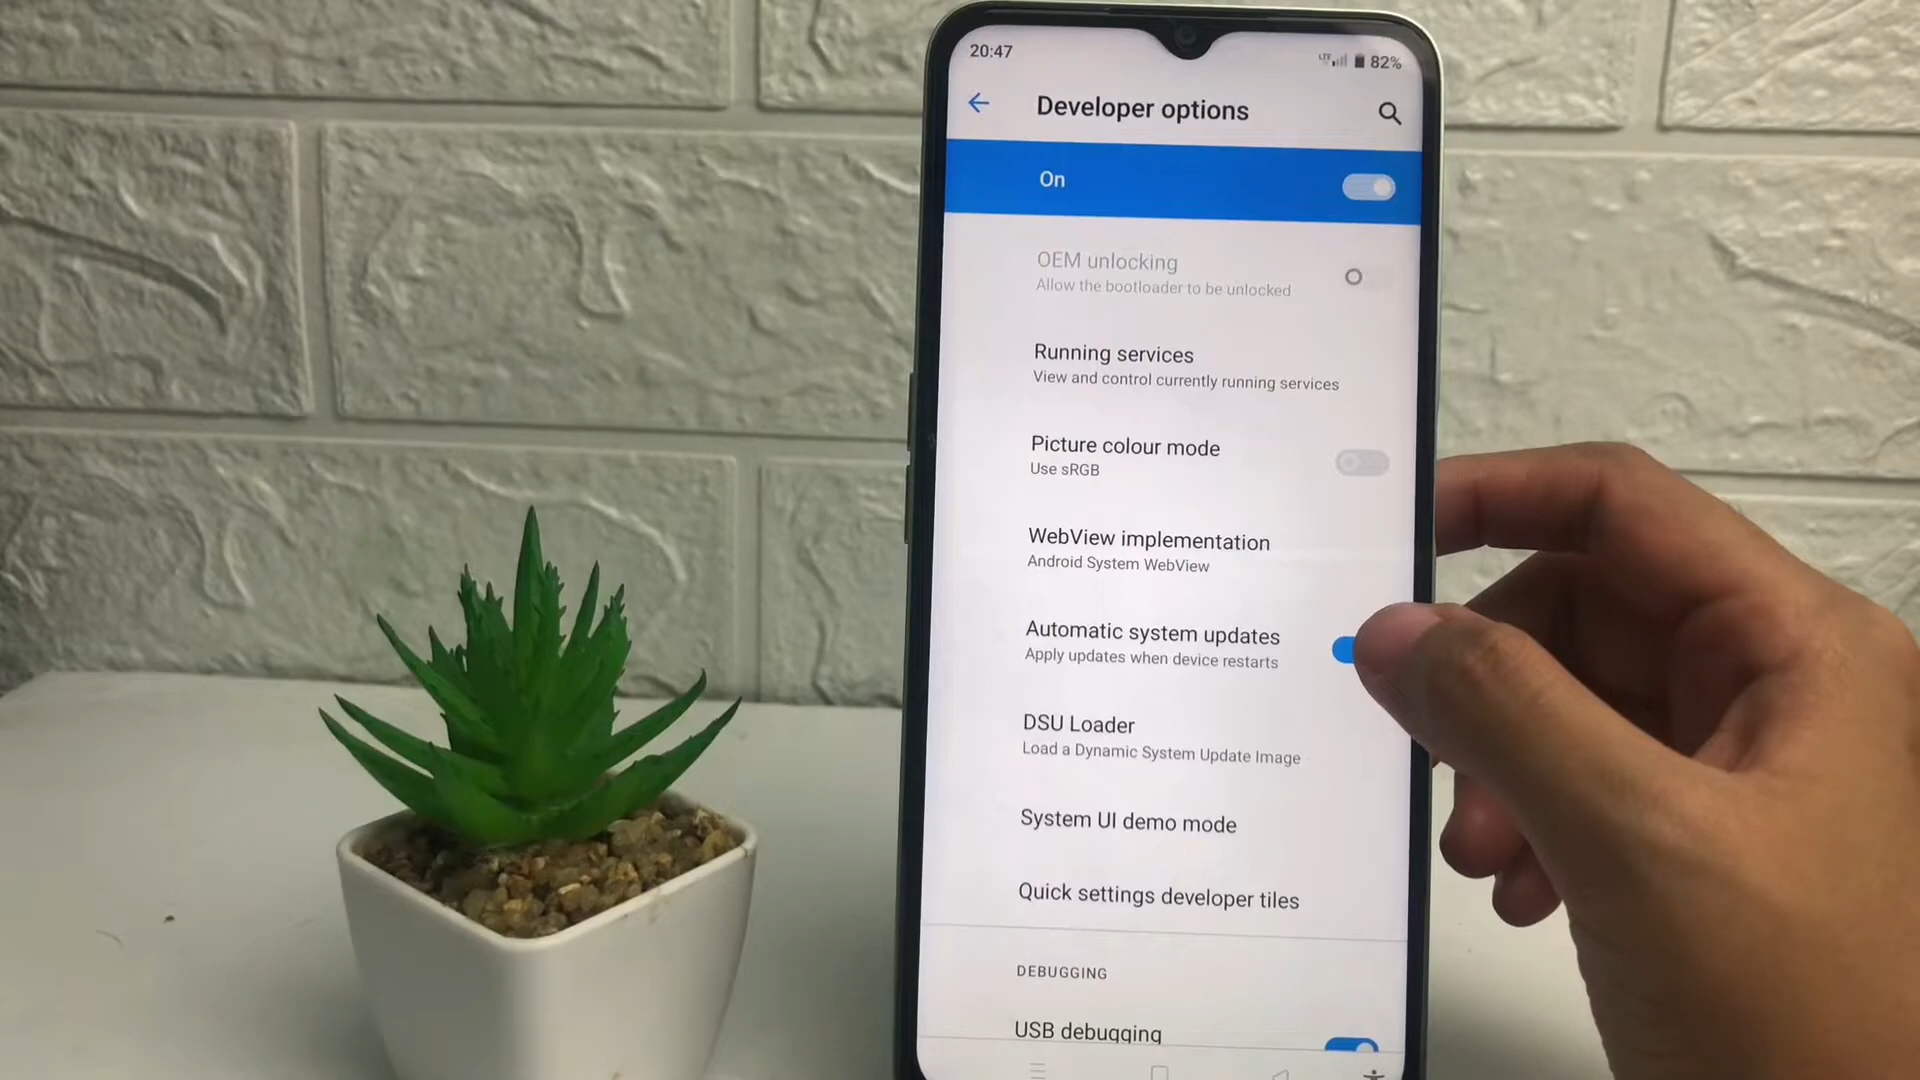 20:47
LTE 82%
Developer options
On
OEM unlocking
Allow the bootloader to be unlocked
Running services
View and control currently running services
Picture colour mode
Use sRGB
WebView implementation
Android System WebView
Automatic system updates
Apply updates when device restarts
DSU Loader
Load a Dynamic System Update Image
System UI demo mode
Quick settings developer tiles
DEBUGGING
USB debugging